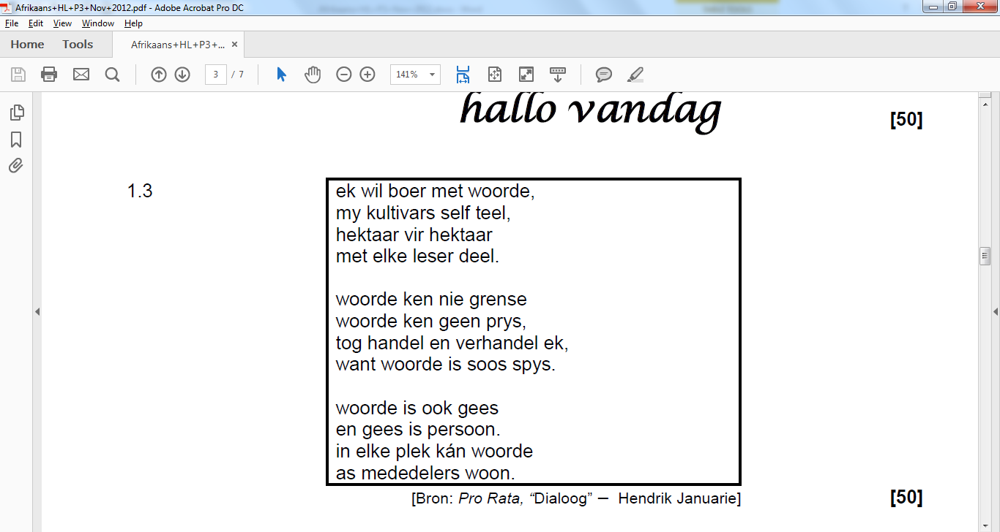 Afrikaans+HL+P3+Nov+2012.pdf - Adobe Acrobat Pro DC
File Edit View Window Help
Home Tools Afrikaans+HL+P3+... ×
3 / 7 141%
hallo vandag
[50]
1.3
ek wil boer met woorde,
my kultivars self teel,
hektaar vir hektaar
met elke leser deel.
woorde ken nie grense
woorde ken geen prys,
tog handel en verhandel ek,
want woorde is soos spys.
woorde is ook gees
en gees is persoon.
in elke plek kán woorde
as mededelers woon.
[Bron: Pro Rata, “Dialoog” – Hendrik Januarie]
[50]